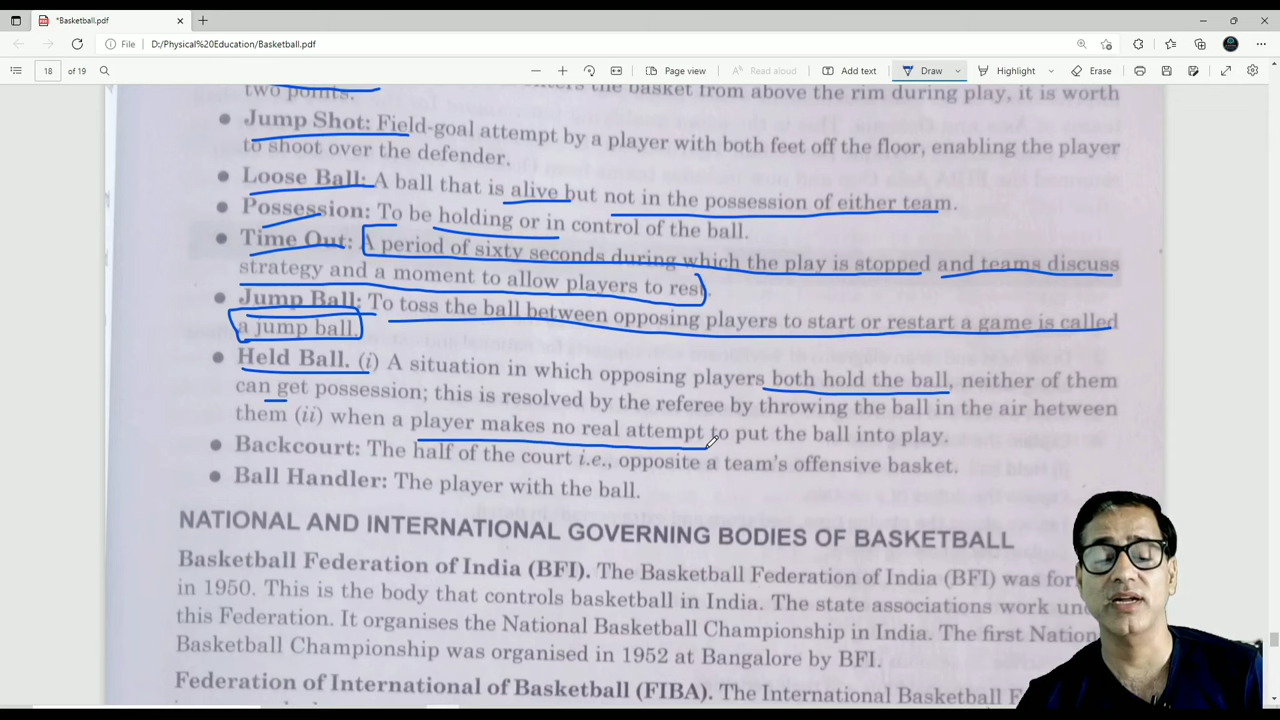 *Basketball.pdf
File
D:/Physical%20Education/Basketball.pdf
18 of 19
Page view
Read aloud
Add text
Draw
Highlight
Erase
two points.
the basket from above the rim during play, it is worth
Jump Shot: Field-goal attempt by a player with both feet off the floor, enabling the player
to shoot over the defender.
Loose Ball: A ball that is alive but not in the possession of either team.
Possession: To be holding or in control of the ball.
Time Out: A period of sixty seconds during which the play is stopped and teams discuss
strategy and a moment to allow players to rest.
Jump Ball: To toss the ball between opposing players to start or restart a game is called
a jump ball.
Held Ball. (i) A situation in which opposing players both hold the ball, neither of them
can get possession; this is resolved by the referee by throwing the ball in the air hetween
them (ii) when a player makes no real attempt to put the ball into play.
Backcourt: The half of the court i.e., opposite a team's offensive basket.
Ball Handler: The player with the ball.
NATIONAL AND INTERNATIONAL GOVERNING BODIES OF BASKETBALL
Basketball Federation of India (BFI). The Basketball Federation of India (BFI) was for
in 1950. This is the body that controls basketball in India. The state associations work un
this Federation. It organises the National Basketball Championship in India. The first Nation
Basketball Championship was organised in 1952 at Bangalore by BFI.
Federation of International of Basketball (FIBA). The International Basketball F